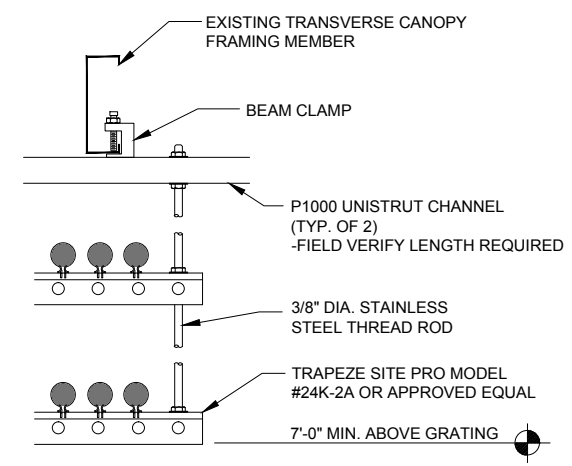 EXISTING TRANSVERSE CANOPY
FRAMING MEMBER
BEAM CLAMP
P1000 UNISTRUT CHANNEL
(TYP. OF 2)
-FIELD VERIFY LENGTH REQUIRED
3/8" DIA. STAINLESS
STEEL THREAD ROD
TRAPEZE SITE PRO MODEL
#24K-2A OR APPROVED EQUAL
7'-0" MIN. ABOVE GRATING